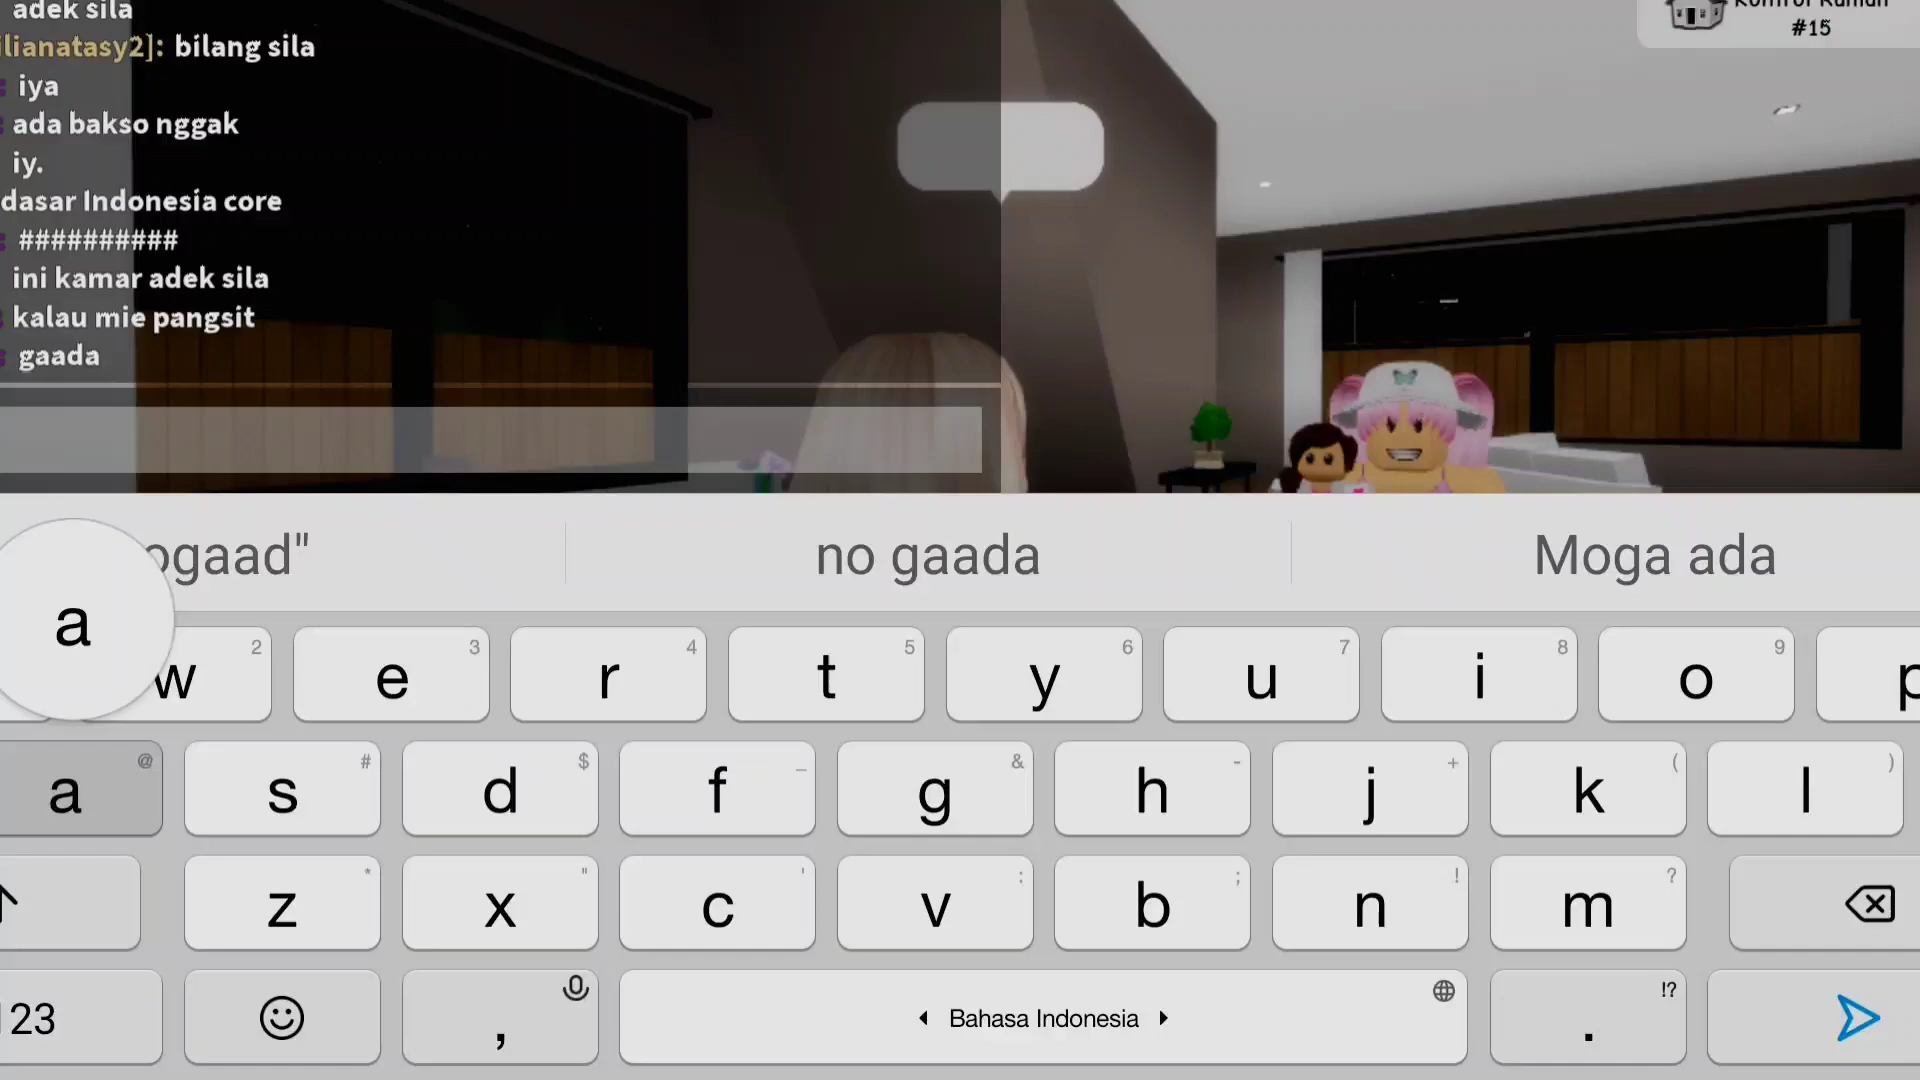 adek sila
lianatasy2]: bilang sila
: iya
ada bakso nggak
iy.
dasar Indonesia core
: ##########
ini kamar adek sila
: kalau mie pangsit
: gaada
#15
ogaad" no gaada Moga ada
a
w 2 e 3 r 4 t 5 y 6 u 7 i 8 o 9 p
a @ s # d $ f _ g & h - j + k ( l )
z * x " c ' v : b ; n ! m ?
123 , Bahasa Indonesia . !?